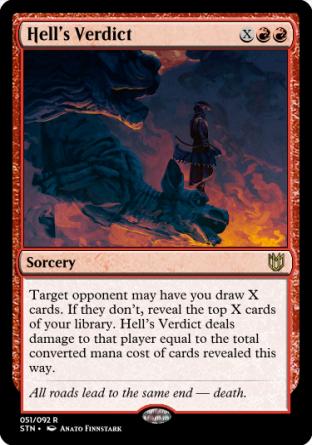 Hell's Verdict XRR
Sorcery
Target opponent may have you draw X
cards. If they don't, reveal the top X cards
of your library. Hell's Verdict deals
damage to that player equal to the total
converted mana cost of cards revealed this
way.
All roads lead to the same end — death.
051/092 R
STN • Anato Finnstark